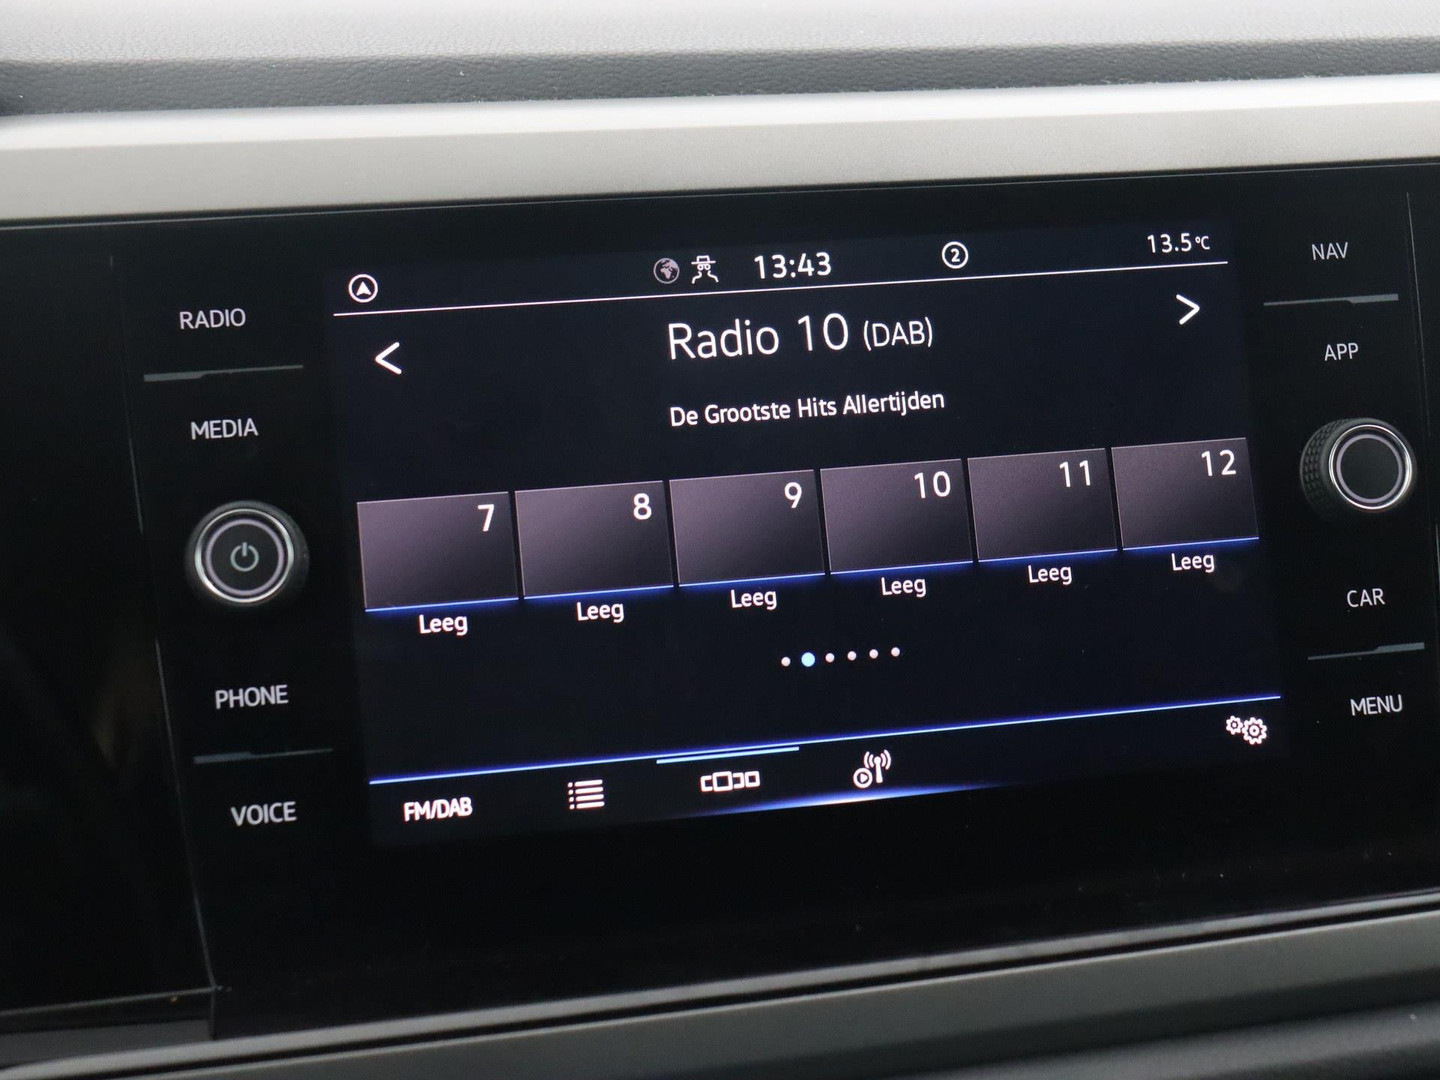 RADIO
MEDIA
PHONE
VOICE
13:43
2
13.5°C
Radio 10 (DAB)
De Grootste Hits Allertijden
7 8 9 10 11 12
Leeg Leeg Leeg Leeg Leeg Leeg
FM/DAB
NAV
APP
CAR
MENU